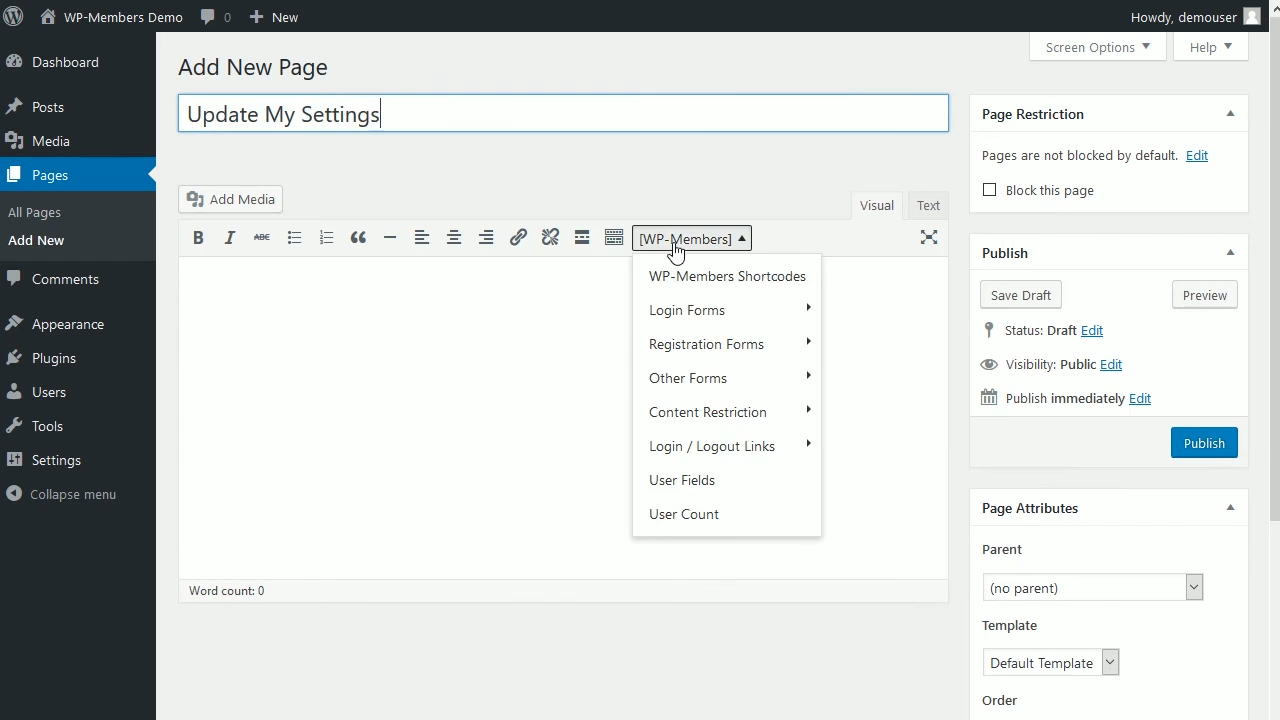 WP-Members Demo 0 New Howdy, demouser
Screen Options Help
Dashboard
Posts
Media
Pages
All Pages
Add New
Comments
Appearance
Plugins
Users
Tools
Settings
Collapse menu
Add New Page
Update My Settings
Add Media
Visual Text
B I ABC [WP-Members]
WP-Members Shortcodes
Login Forms
Registration Forms
Other Forms
Content Restriction
Login / Logout Links
User Fields
User Count
Word count: 0
Page Restriction
Pages are not blocked by default. Edit
Block this page
Publish
Save Draft Preview
Status: Draft Edit
Visibility: Public Edit
Publish immediately Edit
Publish
Page Attributes
Parent
(no parent)
Template
Default Template
Order